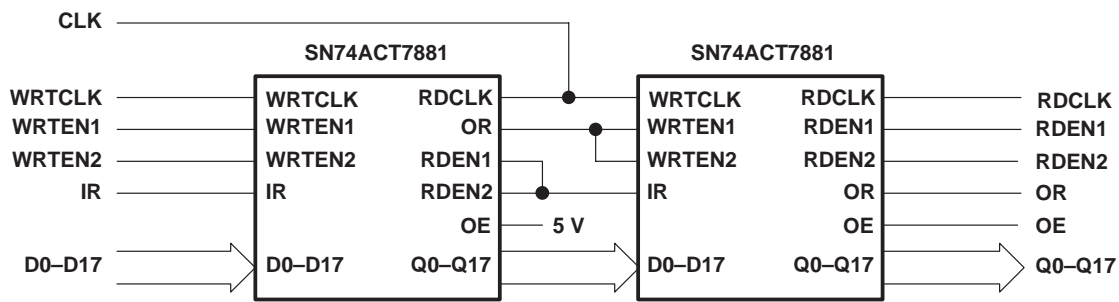 CLK
SN74ACT7881 SN74ACT7881
WRTCLK WRTCLK RDCLK WRTCLK RDCLK RDCLK
WRTEN1 WRTEN1 OR WRTEN1 RDEN1 RDEN1
WRTEN2 WRTEN2 RDEN1 WRTEN2 RDEN2 RDEN2
IR IR RDEN2 IR OR OR
OE 5 V OE OE
D0–D17 D0–D17 Q0–Q17 D0–D17 Q0–Q17 Q0–Q17